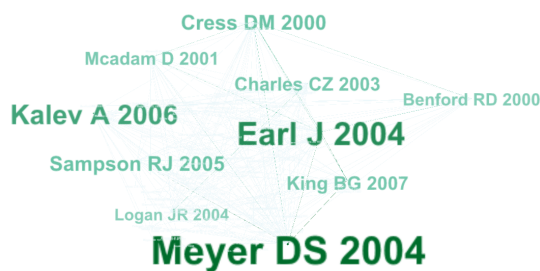 Cress DM 2000
Mcadam D 2001
Charles CZ 2003
Benford RD 2000
Kalev A 2006
Earl J 2004
Sampson RJ 2005
King BG 2007
Logan JR 2004
Meyer DS 2004